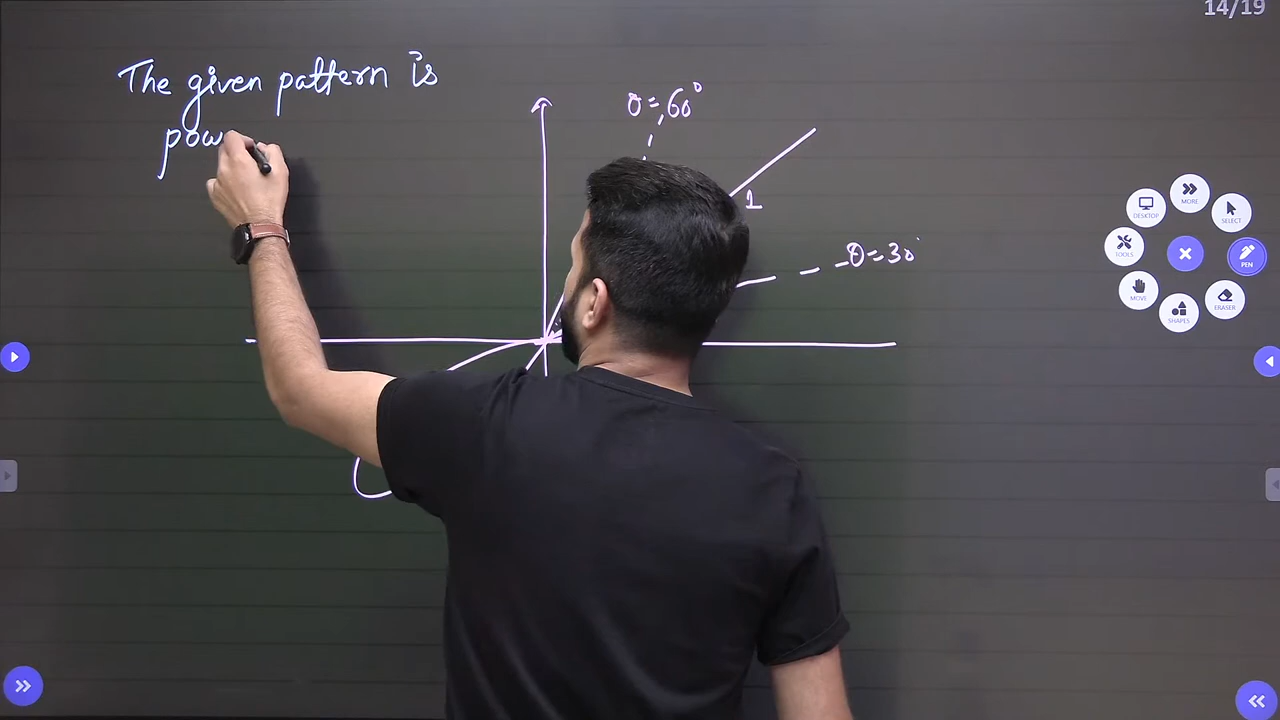 14/19
The given pattern is
pow
θ = 60°
1
θ = 30°
MORE
DESKTOP
SELECT
TOOLS
PEN
MOVE
ERASER
SHAPES